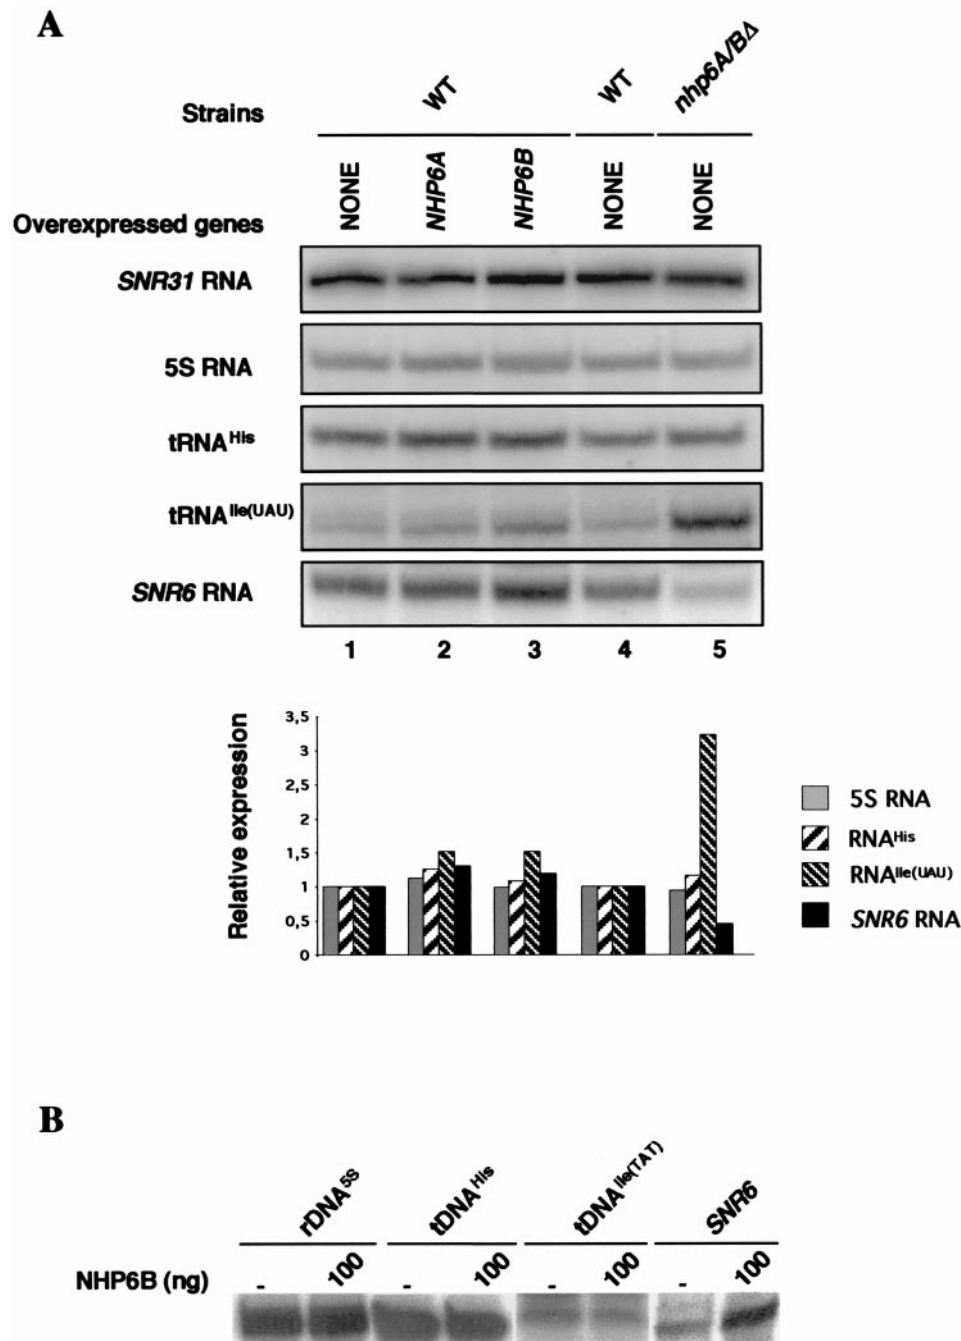 A
Strains WT WT nhp6A/BΔ
Overexpressed genes NONE NHP6A NHP6B NONE NONE
SNR31 RNA
5S RNA
tRNAHis
tRNAIle(UAU)
SNR6 RNA
1 2 3 4 5
Relative expression
3,5
3
2,5
2
1,5
1
0,5
0
5S RNA
RNAHis
RNAIle(UAU)
SNR6 RNA
B
rDNA5S tDNAHis tDNAIle(TAT) SNR6
NHP6B (ng) - 100 - 100 - 100 - 100